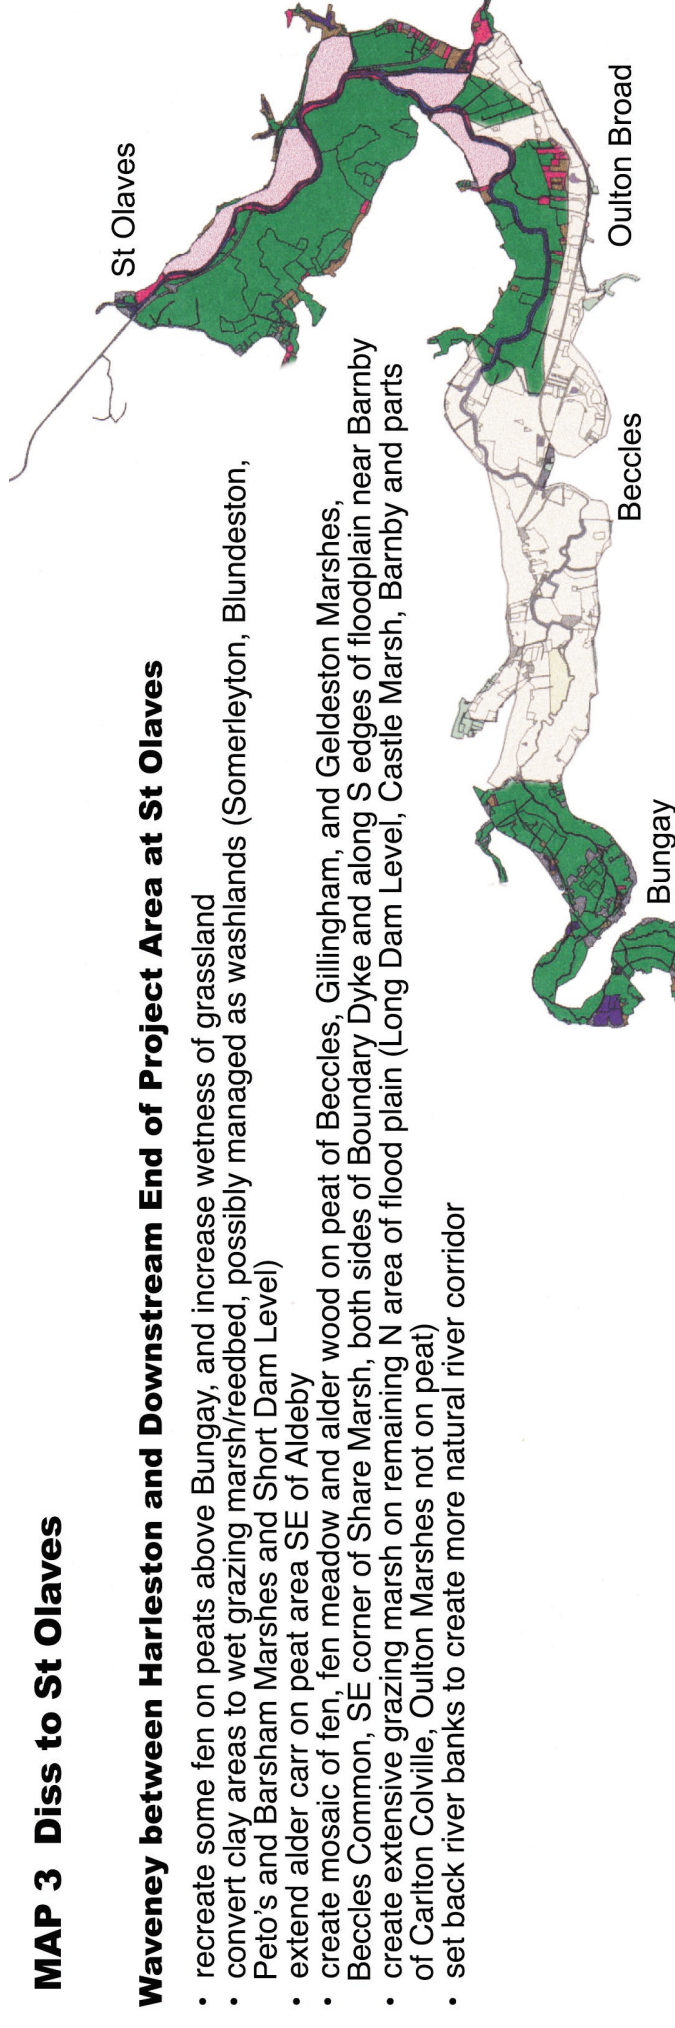 MAP 3 Diss to St Olaves
Waveney between Harleston and Downstream End of Project Area at St Olaves
• recreate some fen on peats above Bungay, and increase wetness of grassland
• convert clay areas to wet grazing marsh/reedbed, possibly managed as washlands (Somerleyton, Blundeston,
Peto's and Barsham Marshes and Short Dam Level)
• extend alder carr on peat area SE of Aldeby
• create mosaic of fen, fen meadow and alder wood on peat of Beccles, Gillingham, and Geldeston Marshes,
Beccles Common, SE corner of Share Marsh, both sides of Boundary Dyke and along S edges of floodplain near Barnby
• create extensive grazing marsh on remaining N area of flood plain (Long Dam Level, Castle Marsh, Barnby and parts
of Carlton Colville, Oulton Marshes not on peat)
• set back river banks to create more natural river corridor
St Olaves
Oulton Broad
Beccles
Bungay